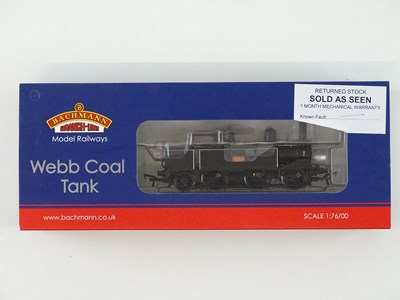 BACHMANN
BRANCH-LINE
Model Railways
Webb Coal
Tank
www.bachmann.co.uk
RETURNED STOCK
SOLD AS SEEN
1 MONTH MECHANICAL WARRANTY
Known Fault
SCALE 1:76/00